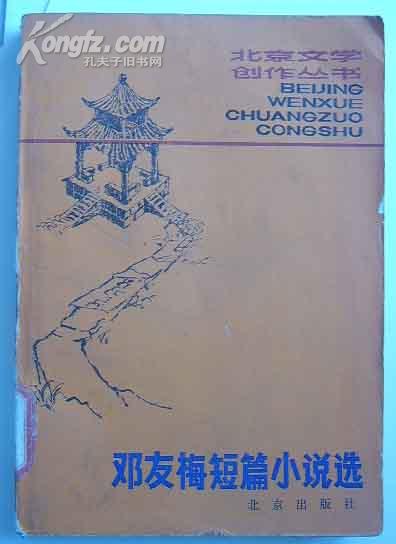 Kongfz.com
孔夫子旧书网
北京文学
创作丛书
BEIJING
WENXUE
CHUANGZUO
CONGSHU
邓友梅短篇小说选
北京出版社